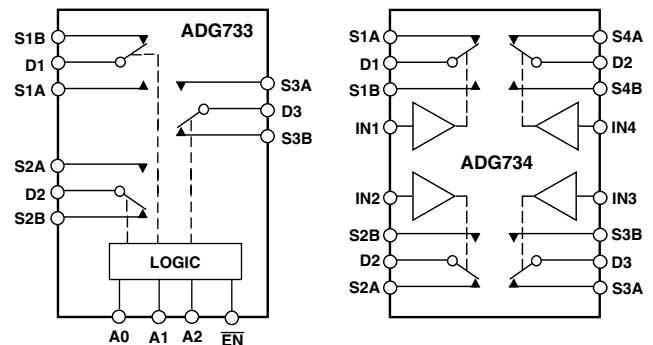 ADG733
S1B
D1
S1A
S3A
D3
S3B
S2A
D2
S2B
LOGIC
A0 A1 A2 EN
ADG734
S1A
D1
S1B
IN1
S4A
D2
S4B
IN4
IN2
S2B
D2
S2A
IN3
S3B
D3
S3A